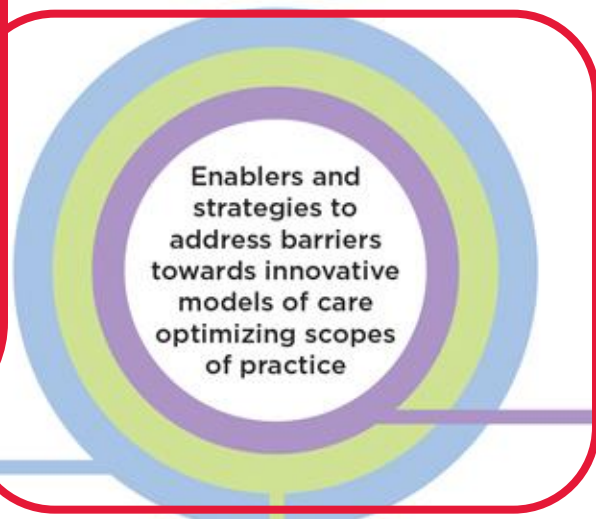 Enablers and
strategies to
address barriers
towards innovative
models of care
optimizing scopes
of practice